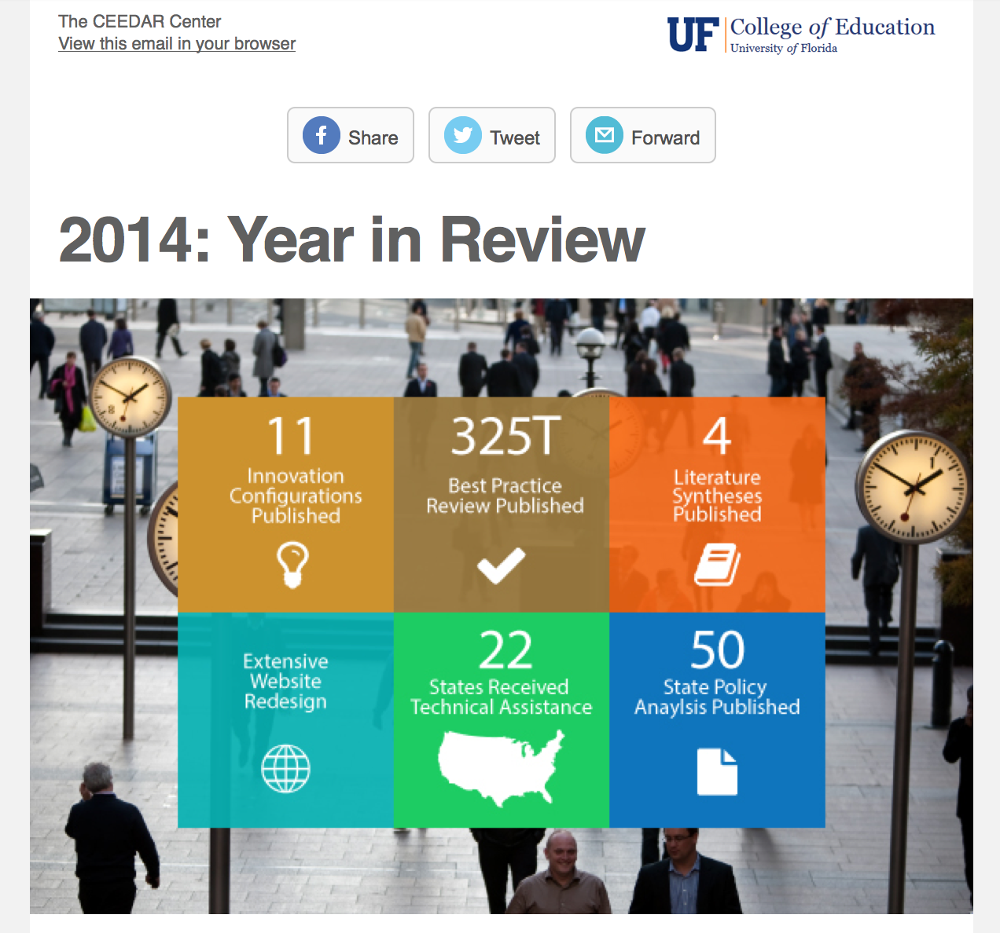 The CEEDAR Center
View this email in your browser
UF
College of Education
University of Florida
Share
Tweet
Forward
2014: Year in Review
11
Innovation
Configurations
Published
325T
Best Practice
Review Published
4
Literature
Syntheses
Published
Extensive
Website
Redesign
22
States Received
Technical Assistance
50
State Policy
Anaylsis Published